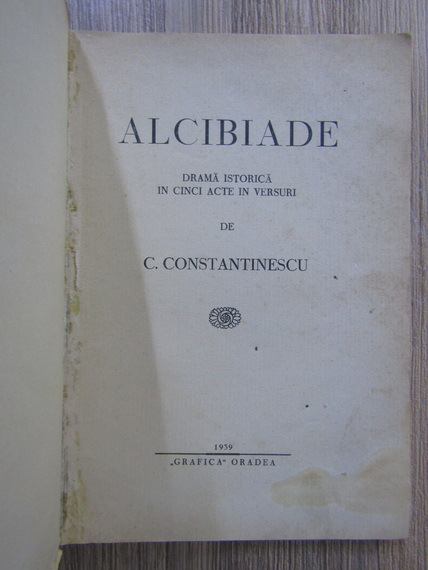 ALCIBIADE
DRAMĂ ISTORICĂ
IN CINCI ACTE IN VERSURI
DE
C. CONSTANTINESCU
1939
„GRAFICA“ ORADEA